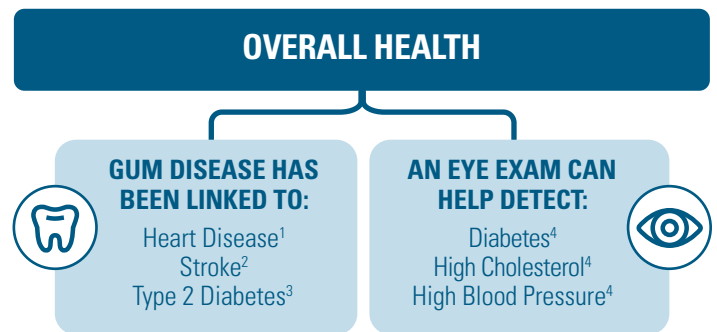 OVERALL HEALTH
GUM DISEASE HAS
BEEN LINKED TO:
Heart Disease¹
Stroke²
Type 2 Diabetes³
AN EYE EXAM CAN
HELP DETECT:
Diabetes⁴
High Cholesterol⁴
High Blood Pressure⁴